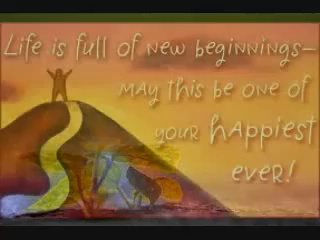 Life is full of new beginnings–
may this be one of
your happiest
ever!